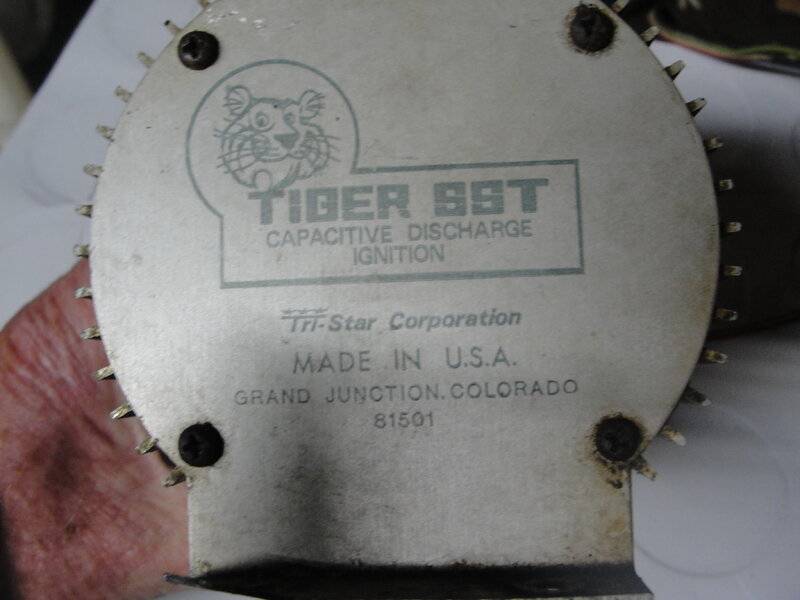 TIGER SST
CAPACITIVE DISCHARGE
IGNITION
Tri-Star Corporation
MADE IN U.S.A.
GRAND JUNCTION, COLORADO
81501